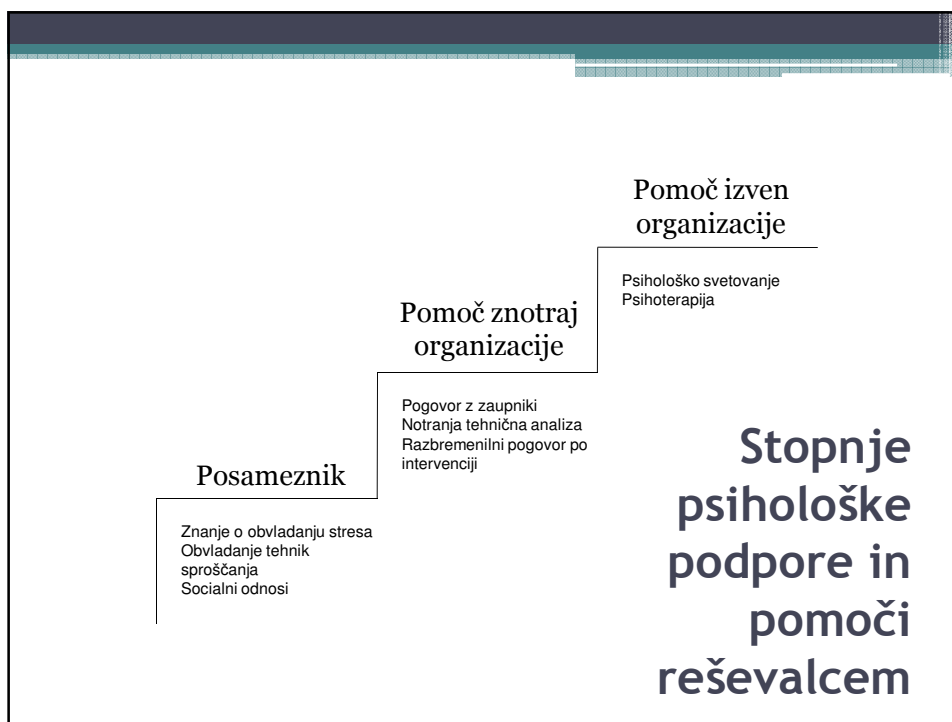 Pomoč izven
organizacije
Psihološko svetovanje
Psihoterapija
Pomoč znotraj
organizacije
Pogovor z zaupniki
Notranja tehnična analiza
Razbremenilni pogovor po
intervenciji
Posameznik
Znanje o obvladanju stresa
Obvladanje tehnik
sproščanja
Socialni odnosi
Stopnje
psihološke
podpore in
pomoči
reševalcem